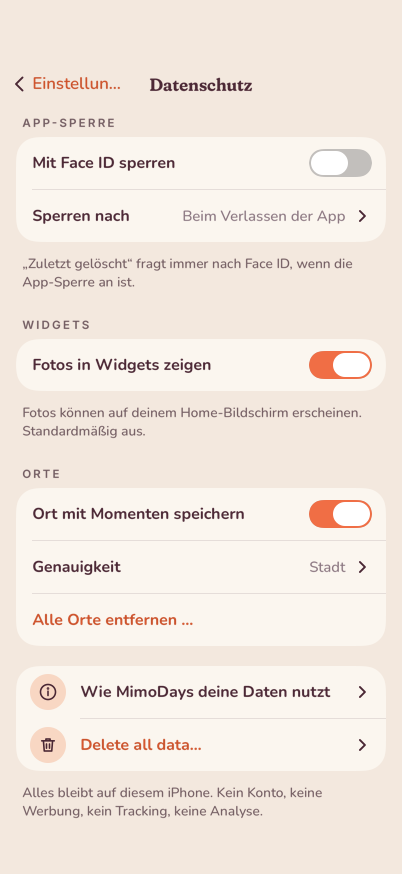 Einstellun...
Datenschutz
APP-SPERRE
Mit Face ID sperren
Sperren nach
Beim Verlassen der App
„Zuletzt gelöscht“ fragt immer nach Face ID, wenn die
App-Sperre an ist.
WIDGETS
Fotos in Widgets zeigen
Fotos können auf deinem Home-Bildschirm erscheinen.
Standardmäßig aus.
ORTE
Ort mit Momenten speichern
Genauigkeit
Stadt
Alle Orte entfernen ...
Wie MimoDays deine Daten nutzt
Delete all data...
Alles bleibt auf diesem iPhone. Kein Konto, keine
Werbung, kein Tracking, keine Analyse.